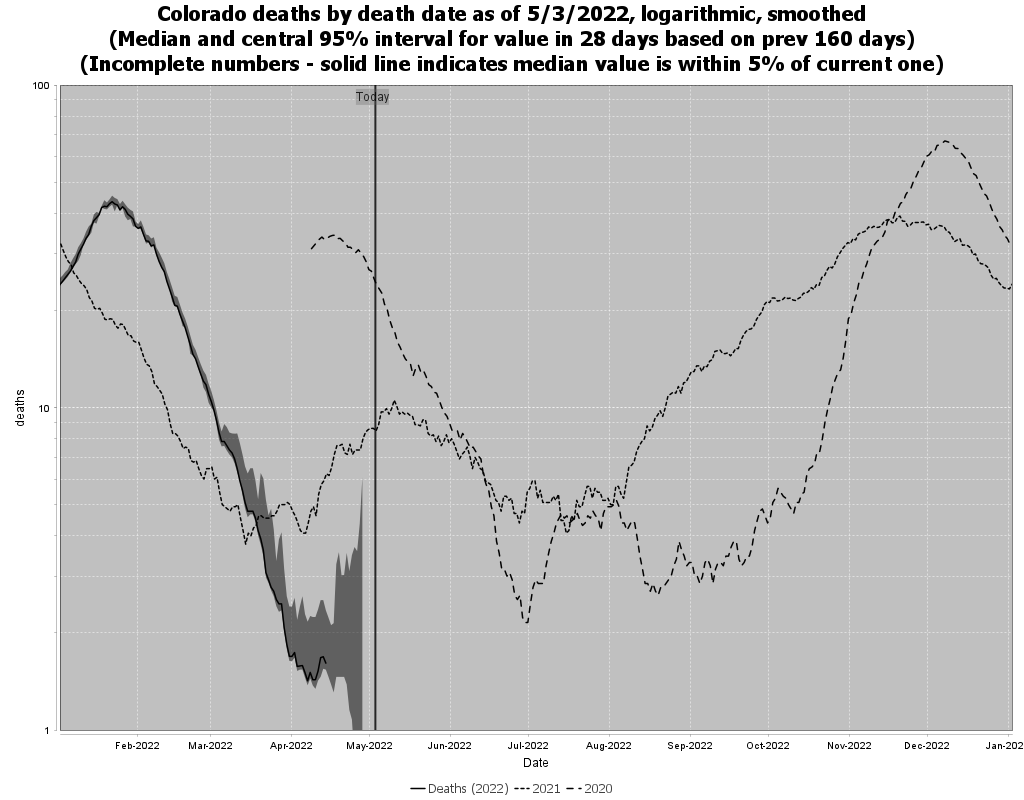 Colorado deaths by death date as of 5/3/2022, logarithmic, smoothed
(Median and central 95% interval for value in 28 days based on prev 160 days)
(Incomplete numbers - solid line indicates median value is within 5% of current one)
Today
100
10
1
deaths
Feb-2022 Mar-2022 Apr-2022 May-2022 Jun-2022 Jul-2022 Aug-2022 Sep-2022 Oct-2022 Nov-2022 Dec-2022 Jan-202
Date
Deaths (2022) 2021 2020